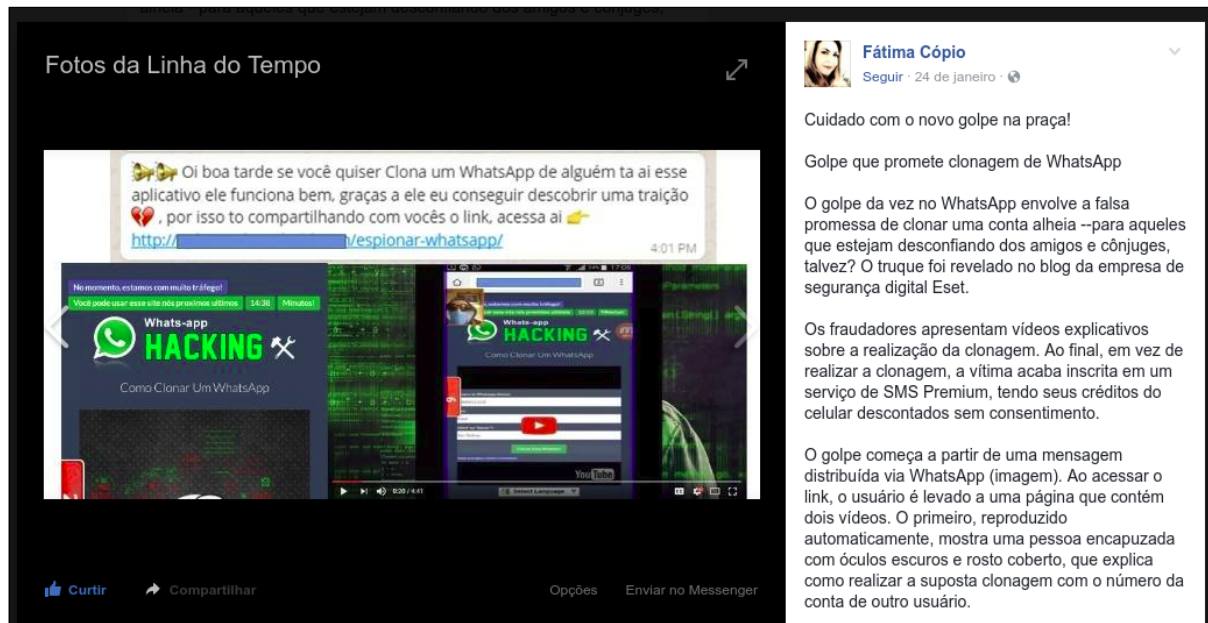 Fotos da Linha do Tempo
Oi boa tarde se você quiser Clona um WhatsApp de alguém ta ai esse
aplicativo ele funciona bem, graças a ele eu conseguir descobrir uma traição
, por isso to compartilhando com vocês o link, acessa ai
http:// /espionar-whatsapp/
4:01 PM
No momento, estamos com muito tráfego!
Você pode usar esse site nós proximos ultimos 14:38 Minutos!
Whats-app
HACKING
Como Clonar Um WhatsApp
17:05
Whats-app
HACKING
Como Clonar Um WhatsApp
YouTube
Select Language
0:20 / 4:41
Curtir
Compartilhar
Opções
Enviar no Messenger
Fátima Cópio
Seguir · 24 de janeiro ·
Cuidado com o novo golpe na praça!
Golpe que promete clonagem de WhatsApp
O golpe da vez no WhatsApp envolve a falsa
promessa de clonar uma conta alheia --para aqueles
que estejam desconfiando dos amigos e cônjuges,
talvez? O truque foi revelado no blog da empresa de
segurança digital Eset.
Os fraudadores apresentam vídeos explicativos
sobre a realização da clonagem. Ao final, em vez de
realizar a clonagem, a vítima acaba inscrita em um
serviço de SMS Premium, tendo seus créditos do
celular descontados sem consentimento.
O golpe começa a partir de uma mensagem
distribuída via WhatsApp (imagem). Ao acessar o
link, o usuário é levado a uma página que contém
dois vídeos. O primeiro, reproduzido
automaticamente, mostra uma pessoa encapuzada
com óculos escuros e rosto coberto, que explica
como realizar a suposta clonagem com o número da
conta de outro usuário.